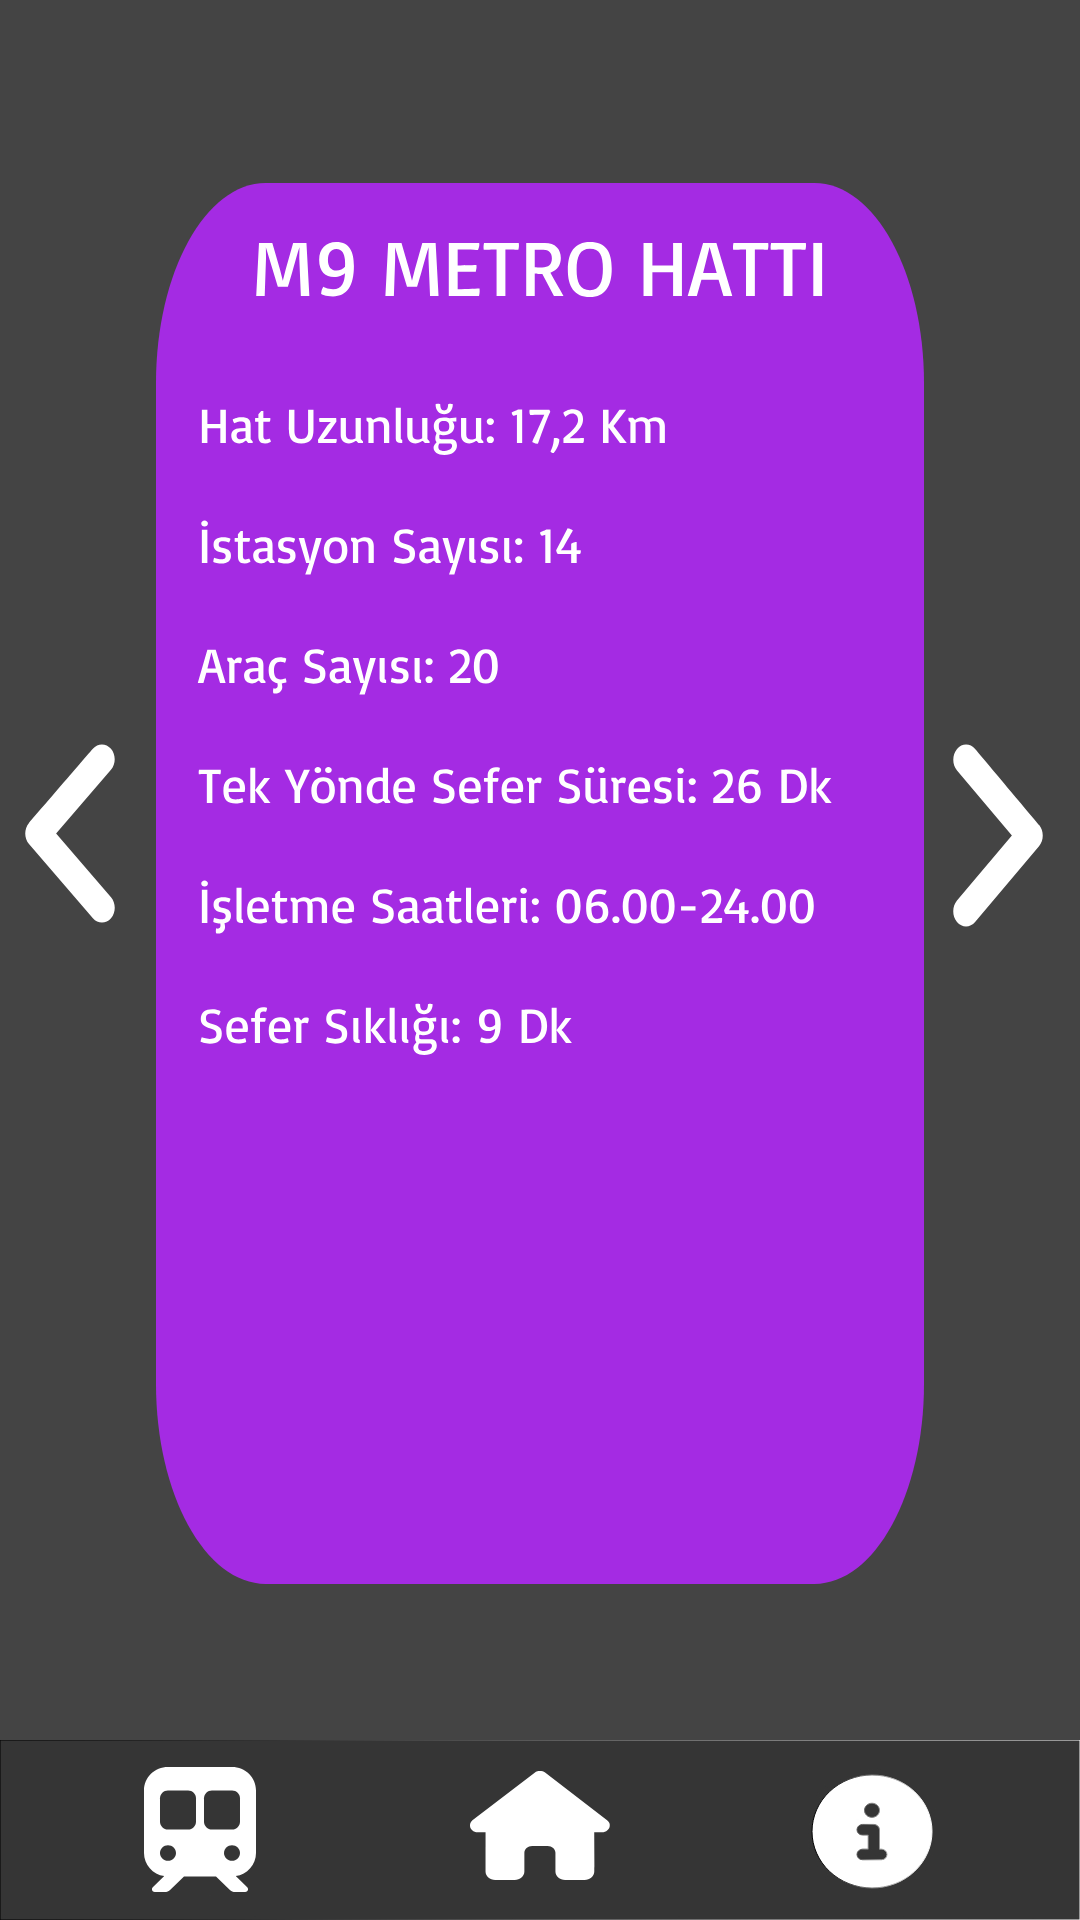 M9 METRO HATTI
Hat Uzunluğu: 17,2 Km
İstasyon Sayısı: 14
Araç Sayısı: 20
Tek Yönde Sefer Süresi: 26 Dk
İşletme Saatleri: 06.00-24.00
Sefer Sıklığı: 9 Dk